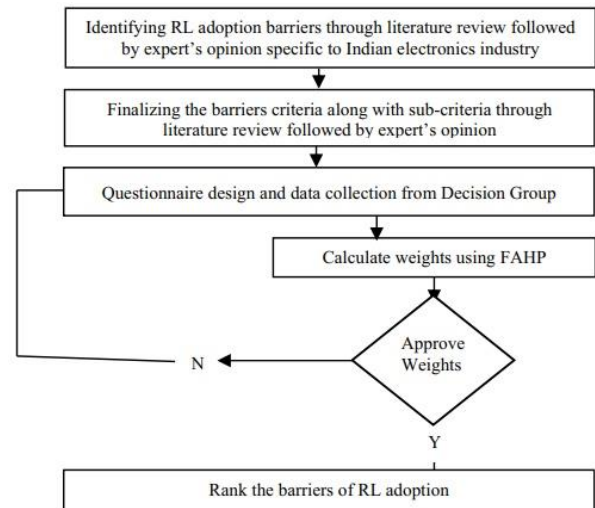 Identifying RL adoption barriers through literature review followed
by expert's opinion specific to Indian electronics industry
Finalizing the barriers criteria along with sub-criteria through
literature review followed by expert's opinion
Questionnaire design and data collection from Decision Group
Calculate weights using FAHP
Approve
Weights
N
Y
Rank the barriers of RL adoption